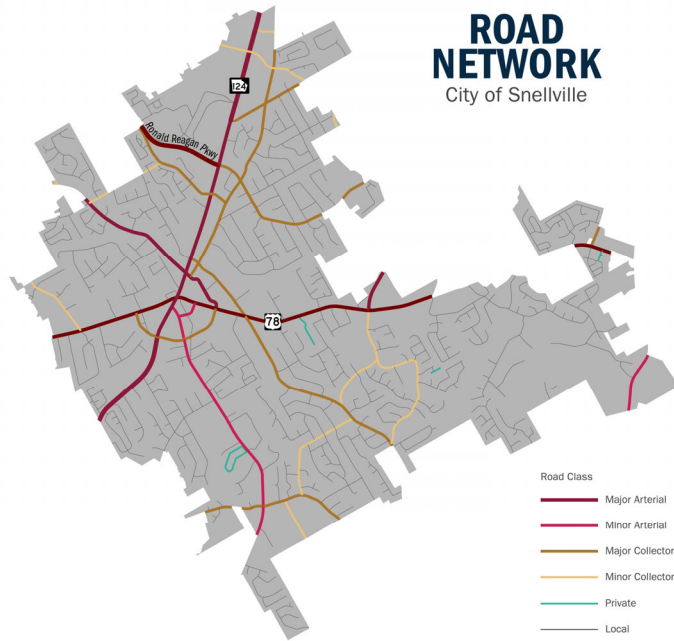 ROAD
NETWORK
City of Snellville
124
Ronald Reagan Pkwy
78
Road Class
Major Arterial
Minor Arterial
Major Collector
Minor Collector
Private
Local